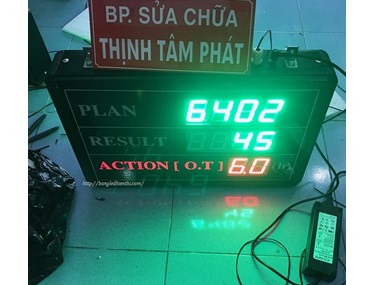 BP. SỬA CHỮA
THỊNH TÂM PHÁT
PLAN 6402
RESULT 45
ACTION [ O.T ] 6.0 (h)